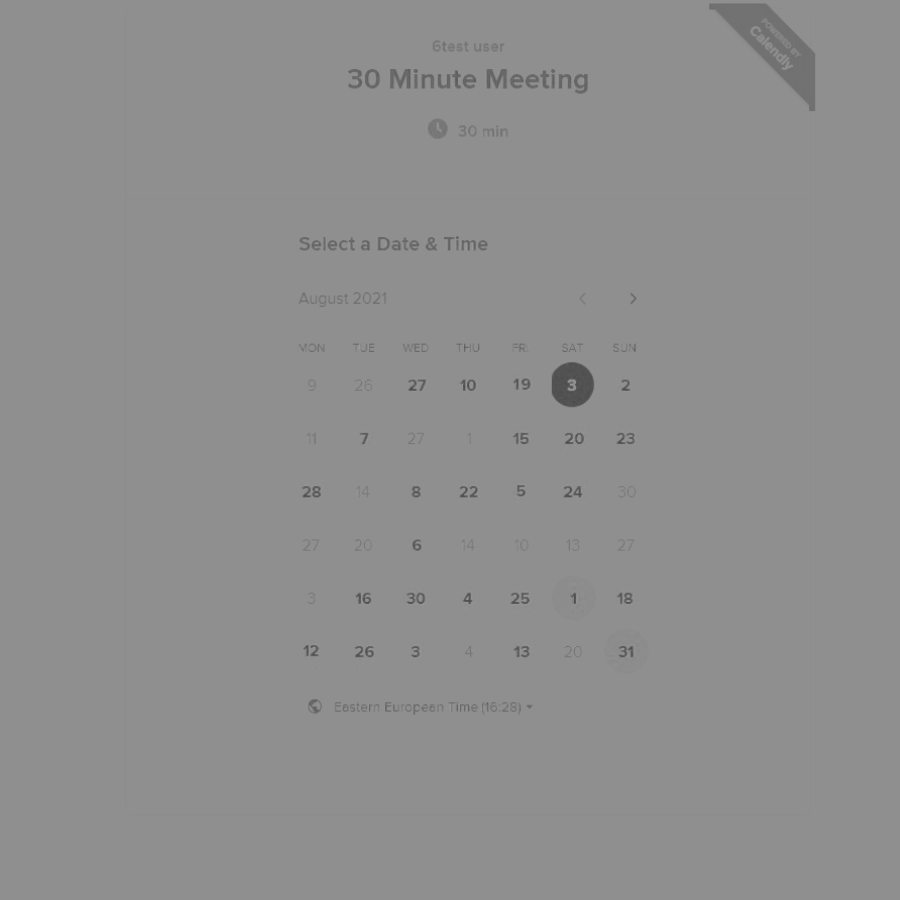 6test user
POWERED BY
Calendly
30 Minute Meeting
30 min
Select a Date & Time
August 2021
MON TUE WED THU FRI SAT SUN
9 26 27 10 19 3 2
11 7 27 1 15 20 23
28 14 8 22 5 24 30
27 20 6 14 10 13 27
3 16 30 4 25 1 18
12 26 3 4 13 20 31
Eastern European Time (16:28)